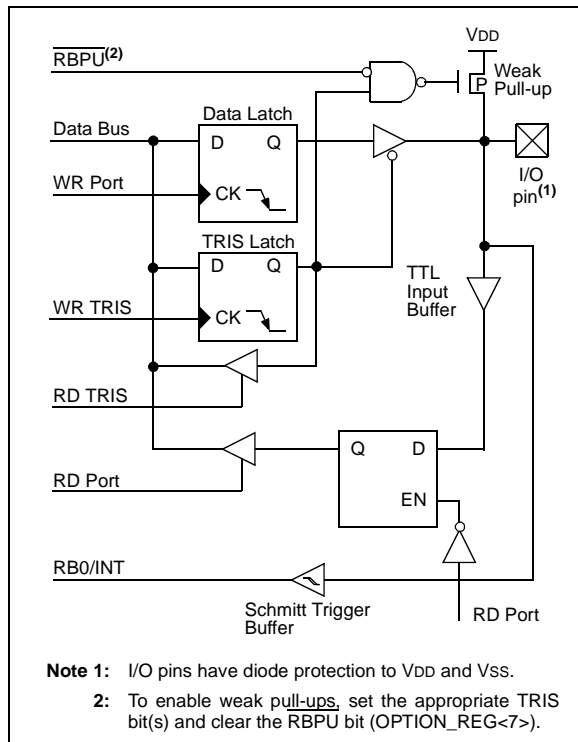 VDD
RBPU(2)
P
Weak
Pull-up
Data Latch
Data Bus
D
Q
WR Port
CK
I/O
pin(1)
TRIS Latch
D
Q
TTL
Input
Buffer
WR TRIS
CK
RD TRIS
Q
D
RD Port
EN
RB0/INT
Schmitt Trigger
Buffer
RD Port
Note 1: I/O pins have diode protection to VDD and VSS.
2: To enable weak pull-ups, set the appropriate TRIS
bit(s) and clear the RBPU bit (OPTION_REG<7>).